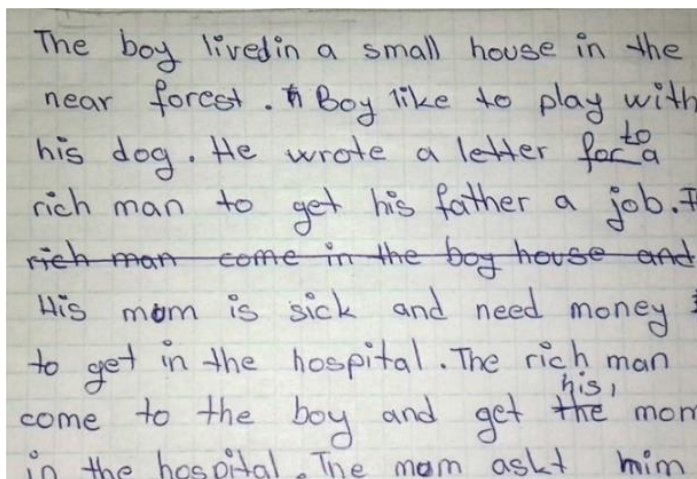 The boy livedin a small house in the
near forest. Boy like to play with
his dog. He wrote a letter for to a
rich man to get his father a job.
rich man come in the boy house and
His mom is sick and need money
to get in the hospital. The rich man
come to the boy and get the his, mom
in the hospital. The mom askt him